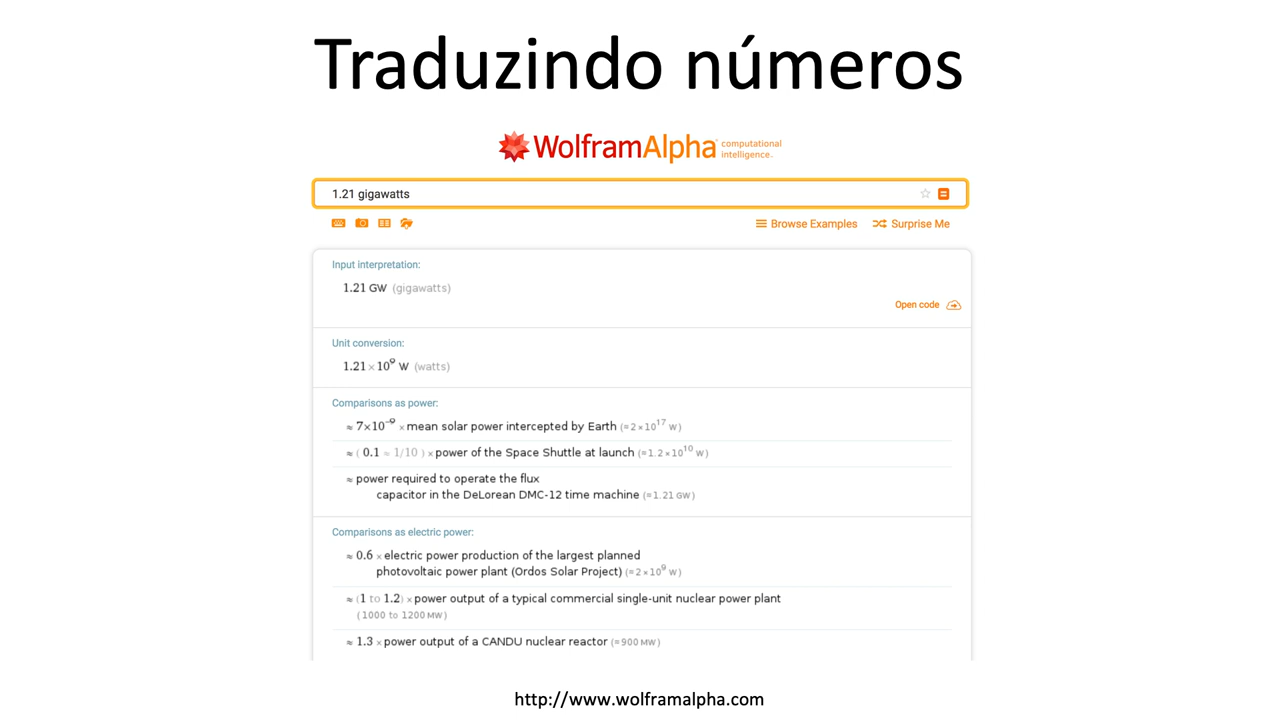 Traduzindo números
WolframAlpha computational intelligence.
1.21 gigawatts
Browse Examples Surprise Me
Input interpretation:
1.21 GW (gigawatts)
Open code
Unit conversion:
1.21×10⁹ W (watts)
Comparisons as power:
≈ 7×10⁻⁹ × mean solar power intercepted by Earth (≈2×10¹⁷ W)
≈ ( 0.1 ≈ 1/10 ) × power of the Space Shuttle at launch (≈1.2×10¹⁰ W)
≈ power required to operate the flux
capacitor in the DeLorean DMC-12 time machine (≈1.21 GW)
Comparisons as electric power:
≈ 0.6 × electric power production of the largest planned
photovoltaic power plant (Ordos Solar Project) (≈2×10⁹ W)
≈ (1 to 1.2) × power output of a typical commercial single-unit nuclear power plant
(1000 to 1200 MW)
≈ 1.3 × power output of a CANDU nuclear reactor (≈900 MW)
http://www.wolframalpha.com